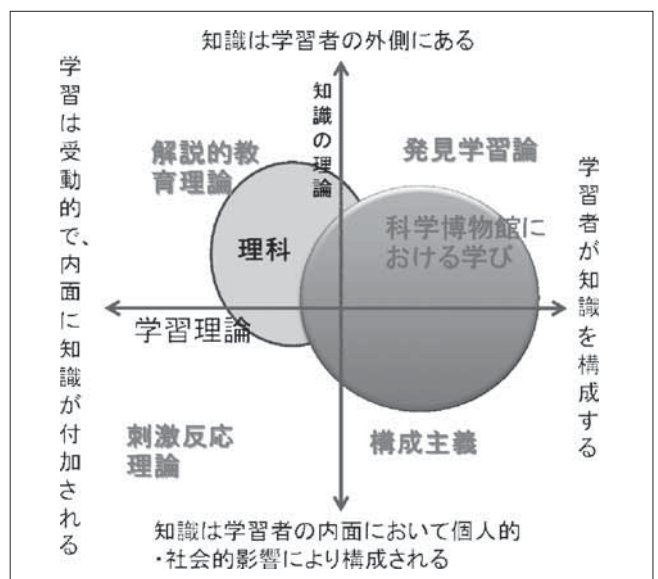 知識は学習者の外側にある
学習は受動的で、内面に知識が付加される
知識の理論
解説的教
育理論
発見学習論
学習者が知識を構成する
科学博物館に
おける学び
理科
学習理論
刺激反応
理論
構成主義
知識は学習者の内面において個人的
・社会的影響により構成される